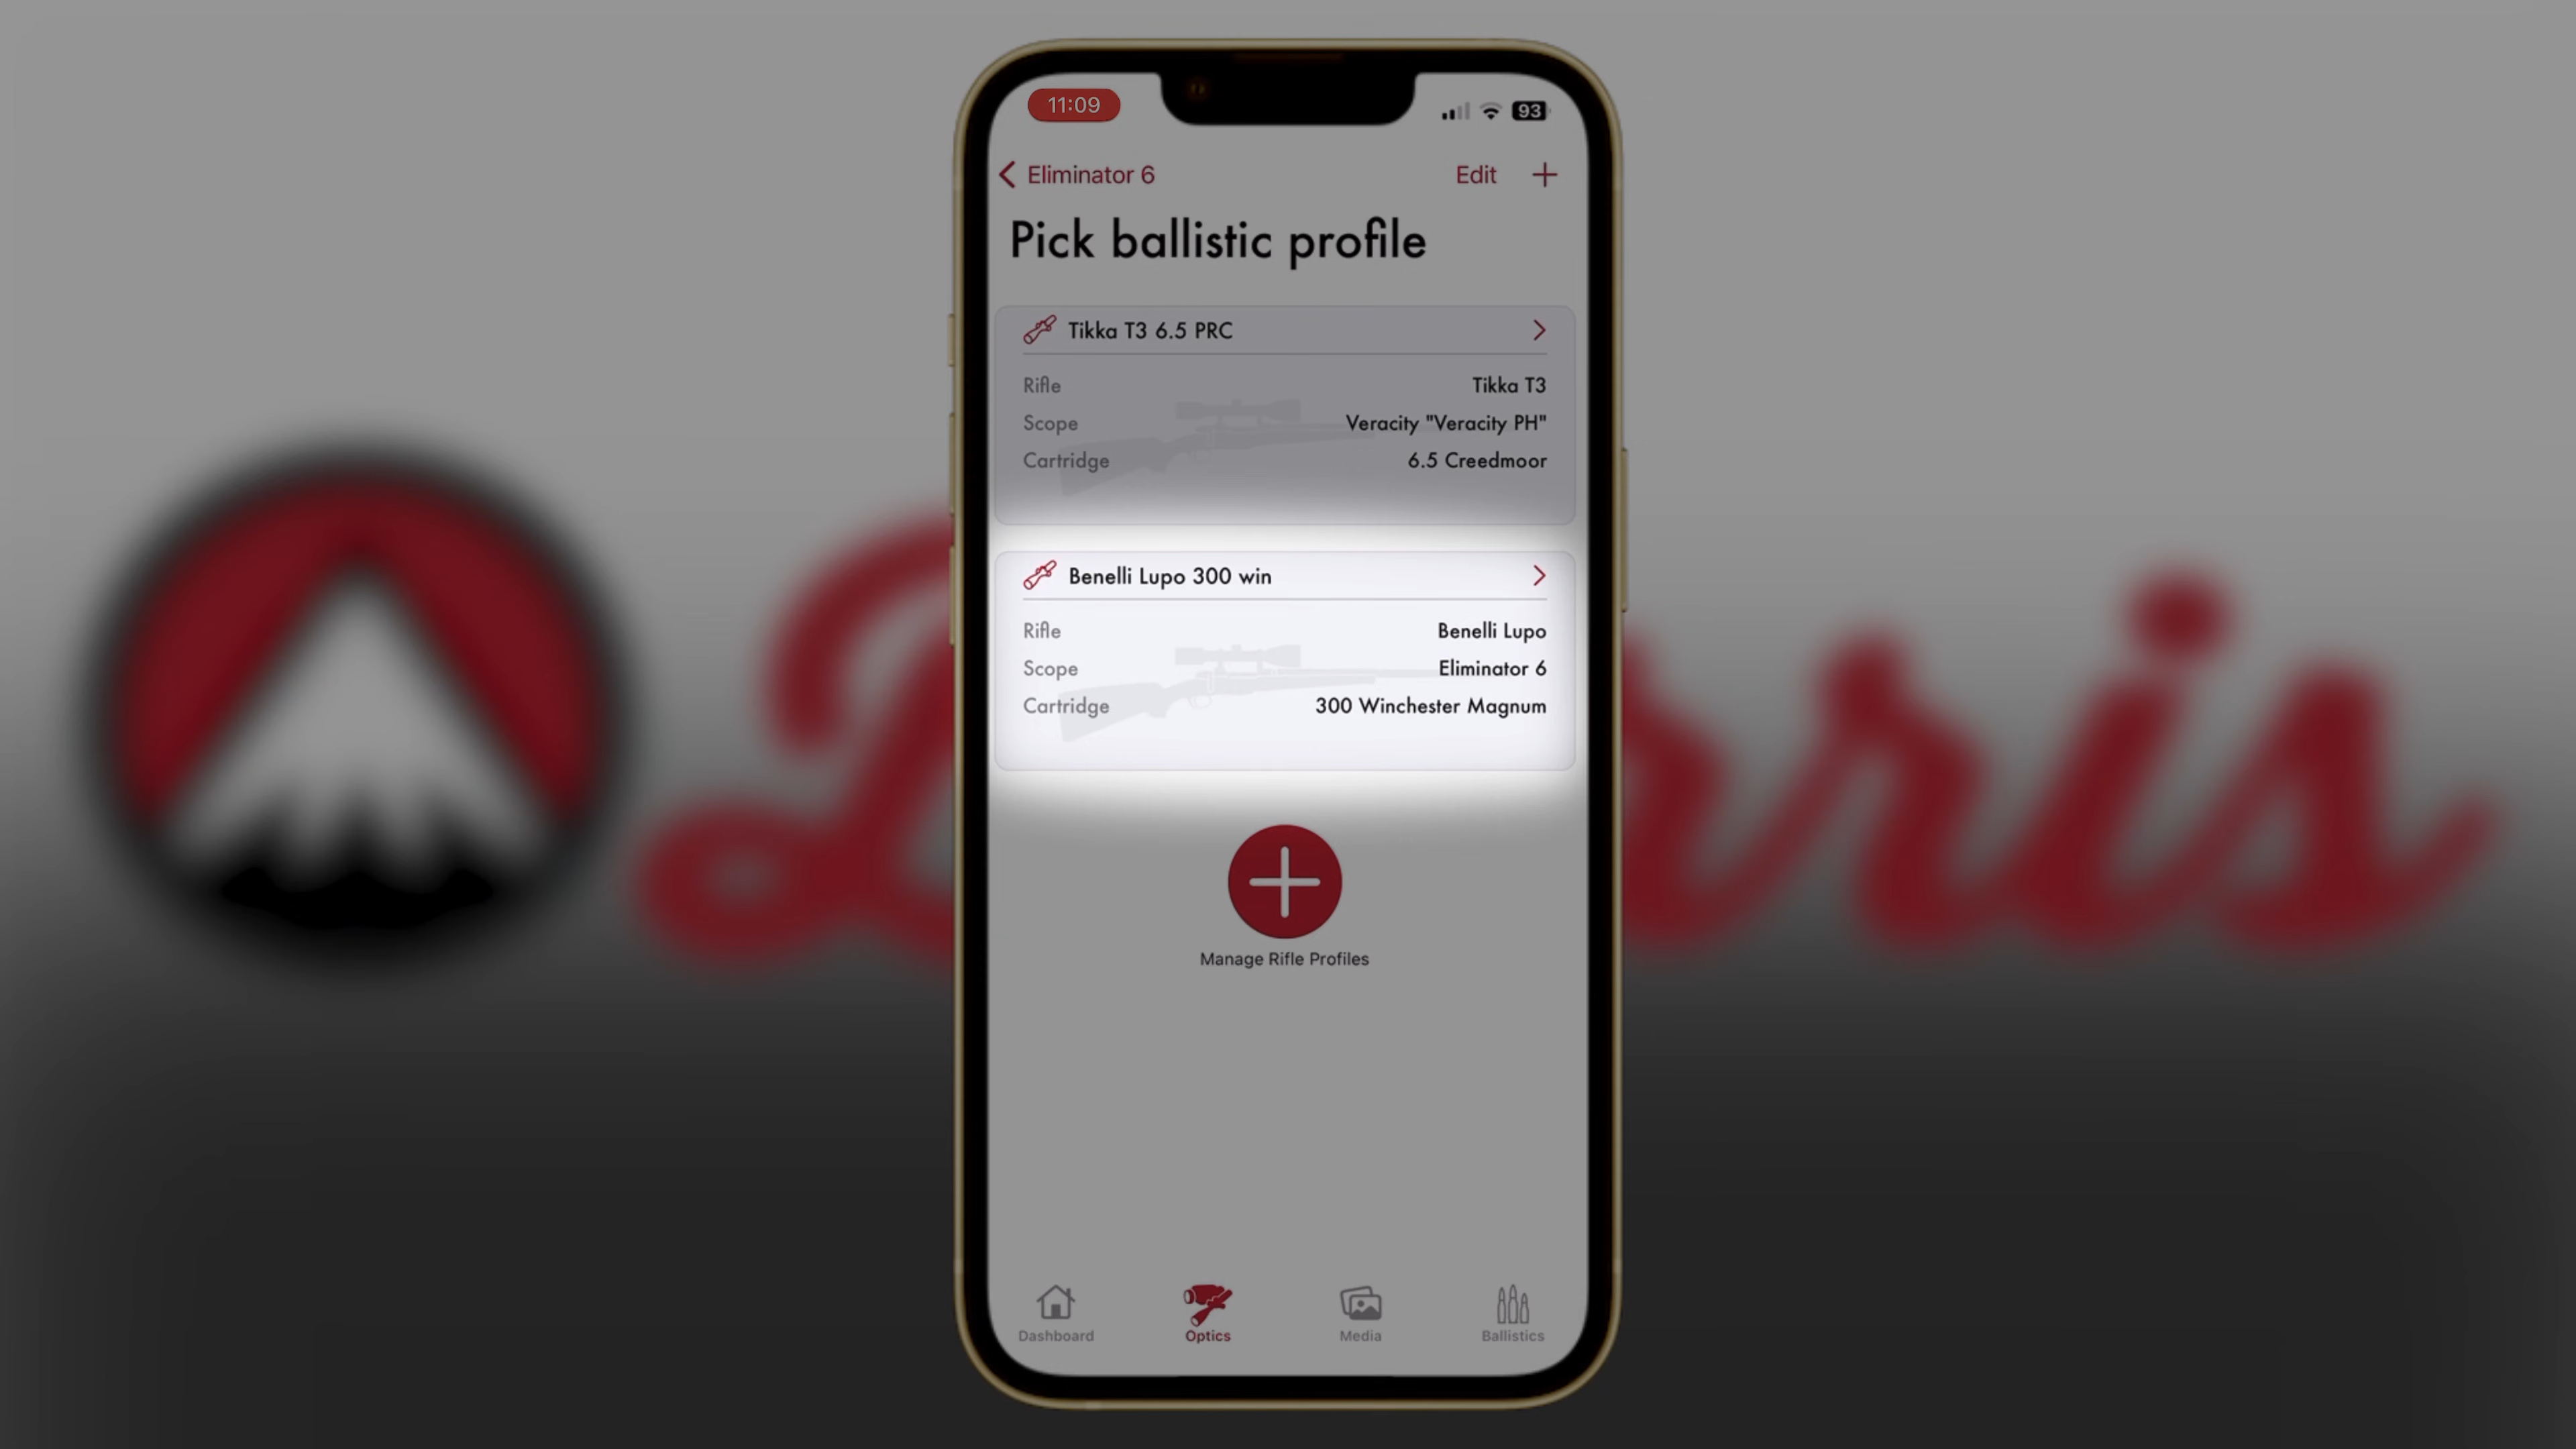 11:09
93
Eliminator 6
Edit
Pick ballistic profile
Tikka T3 6.5 PRC
Rifle Tikka T3
Scope Veracity "Veracity PH"
Cartridge 6.5 Creedmoor
Benelli Lupo 300 win
Rifle Benelli Lupo
Scope Eliminator 6
Cartridge 300 Winchester Magnum
Manage Rifle Profiles
Dashboard Optics Media Ballistics